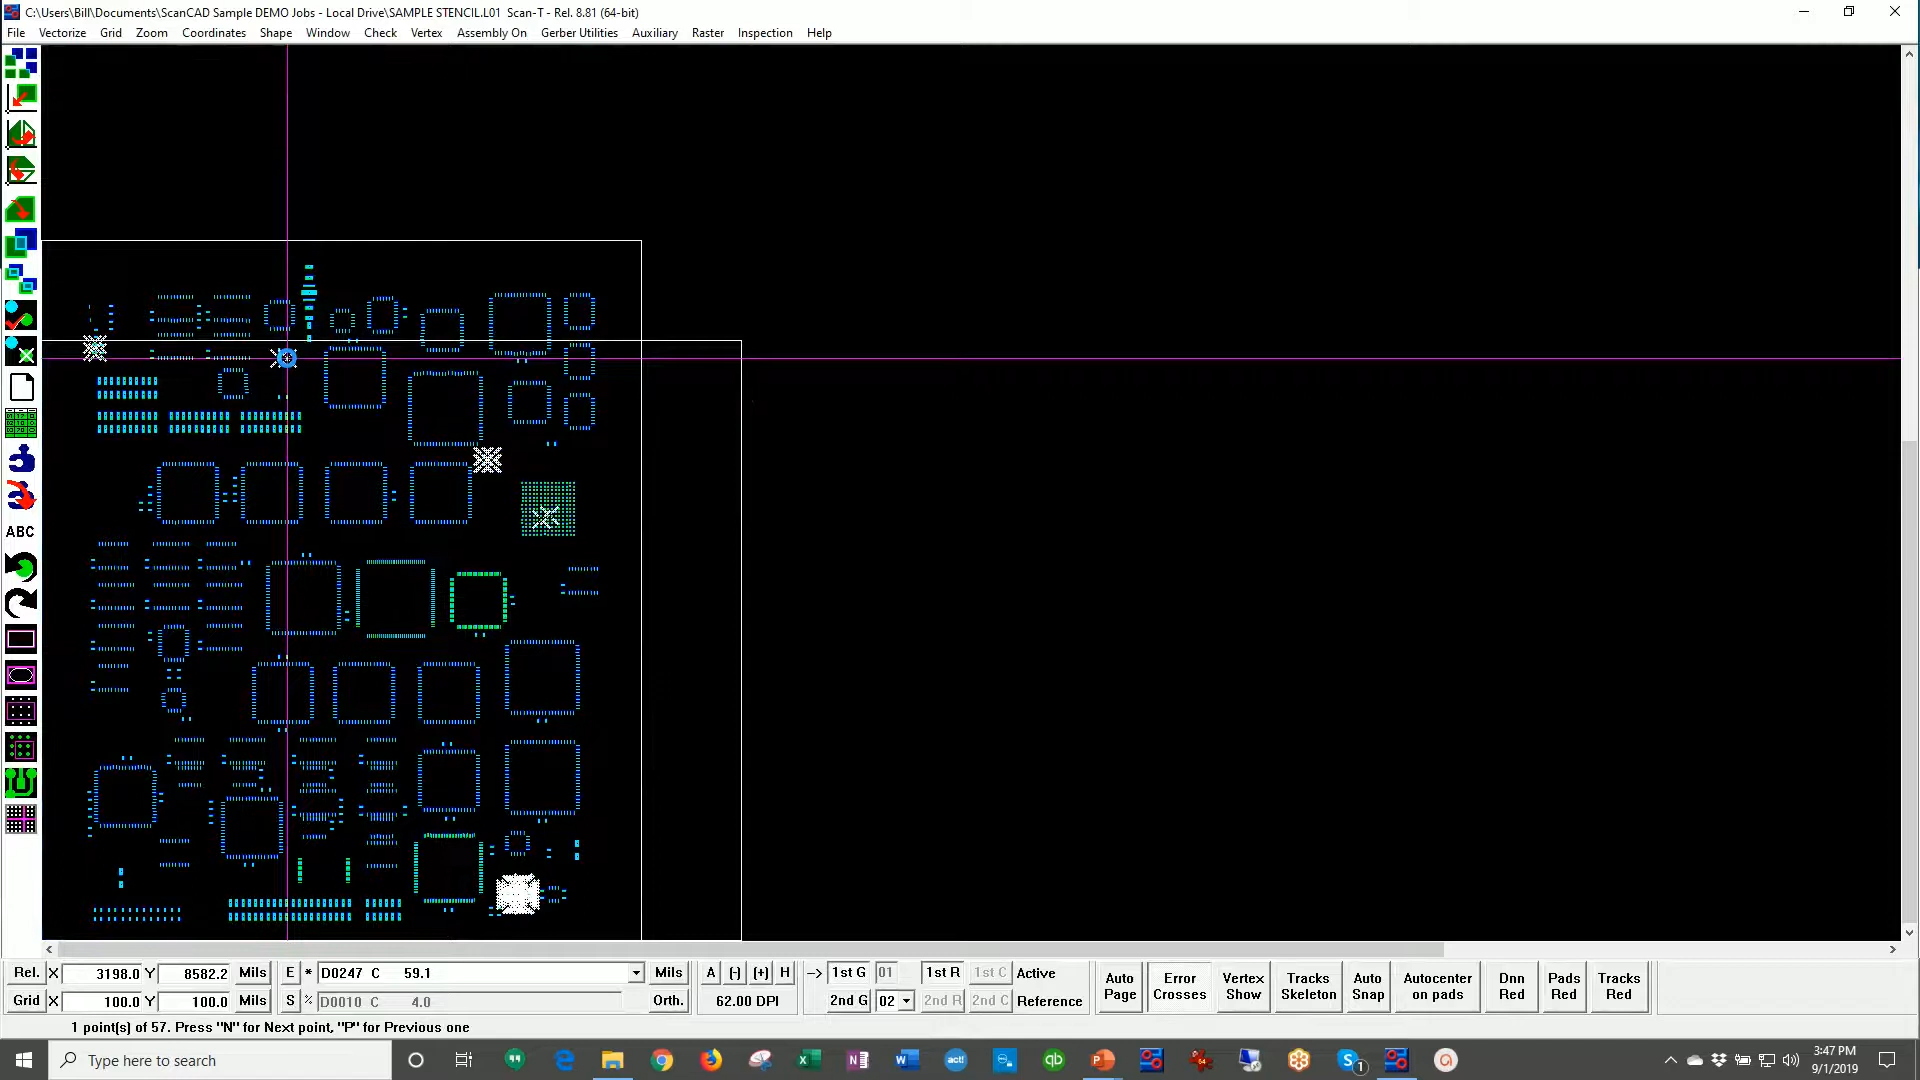 C:\Users\Bill\Documents\ScanCAD Sample DEMO Jobs - Local Drive\SAMPLE STENCIL.L01  Scan-T - Rel. 8.81 (64-bit)
File Vectorize Grid Zoom Coordinates Shape Window Check Vertex Assembly On Gerber Utilities Auxiliary Raster Inspection Help
ABC
Rel. X 3198.0 Y 8582.2 Mils E * D0247 C 59.1 Mils A (-) (+) H -> 1st G 01 1st R 1st C Active
Grid X 100.0 Y 100.0 Mils S % D0010 C 4.0 Orth. 62.00 DPI 2nd G 02 2nd R 2nd C Reference
Auto Page Error Crosses Vertex Show Tracks Skeleton Auto Snap Autocenter on pads Dnn Red Pads Red Tracks Red
1 point(s) of 57. Press "N" for Next point, "P" for Previous one
Type here to search
act!
qb
1
3:47 PM
9/1/2019